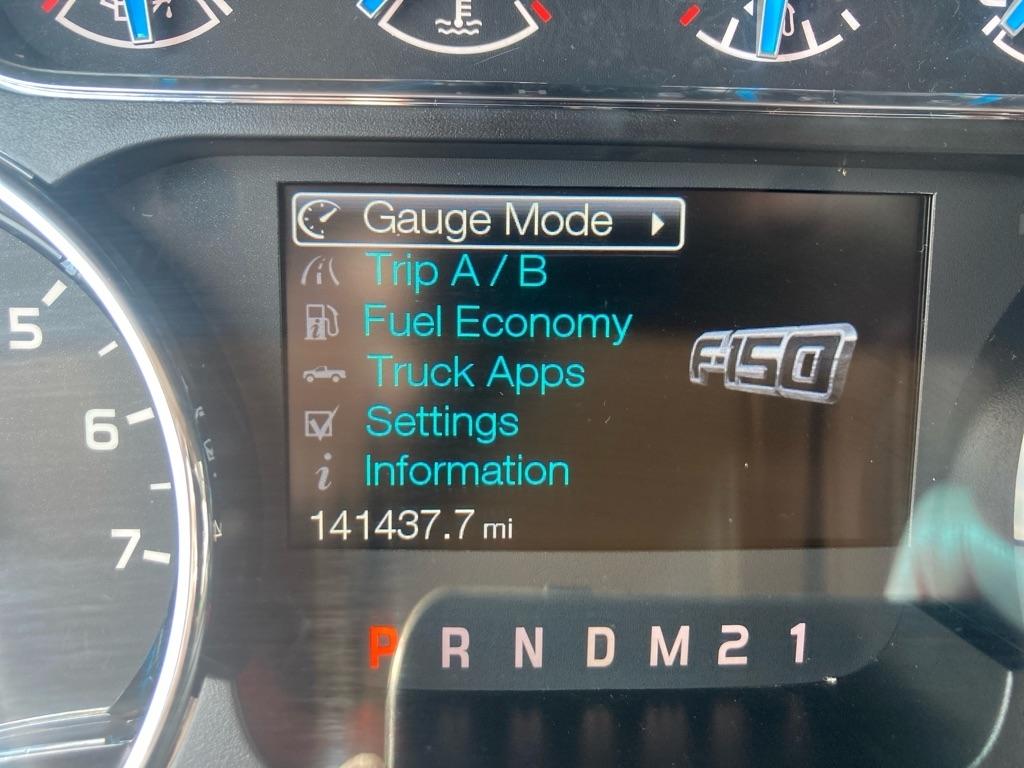 Gauge Mode
Trip A / B
Fuel Economy
Truck Apps
Settings
Information
F-150
141437.7 mi
5
6
7
P R N D M 2 1